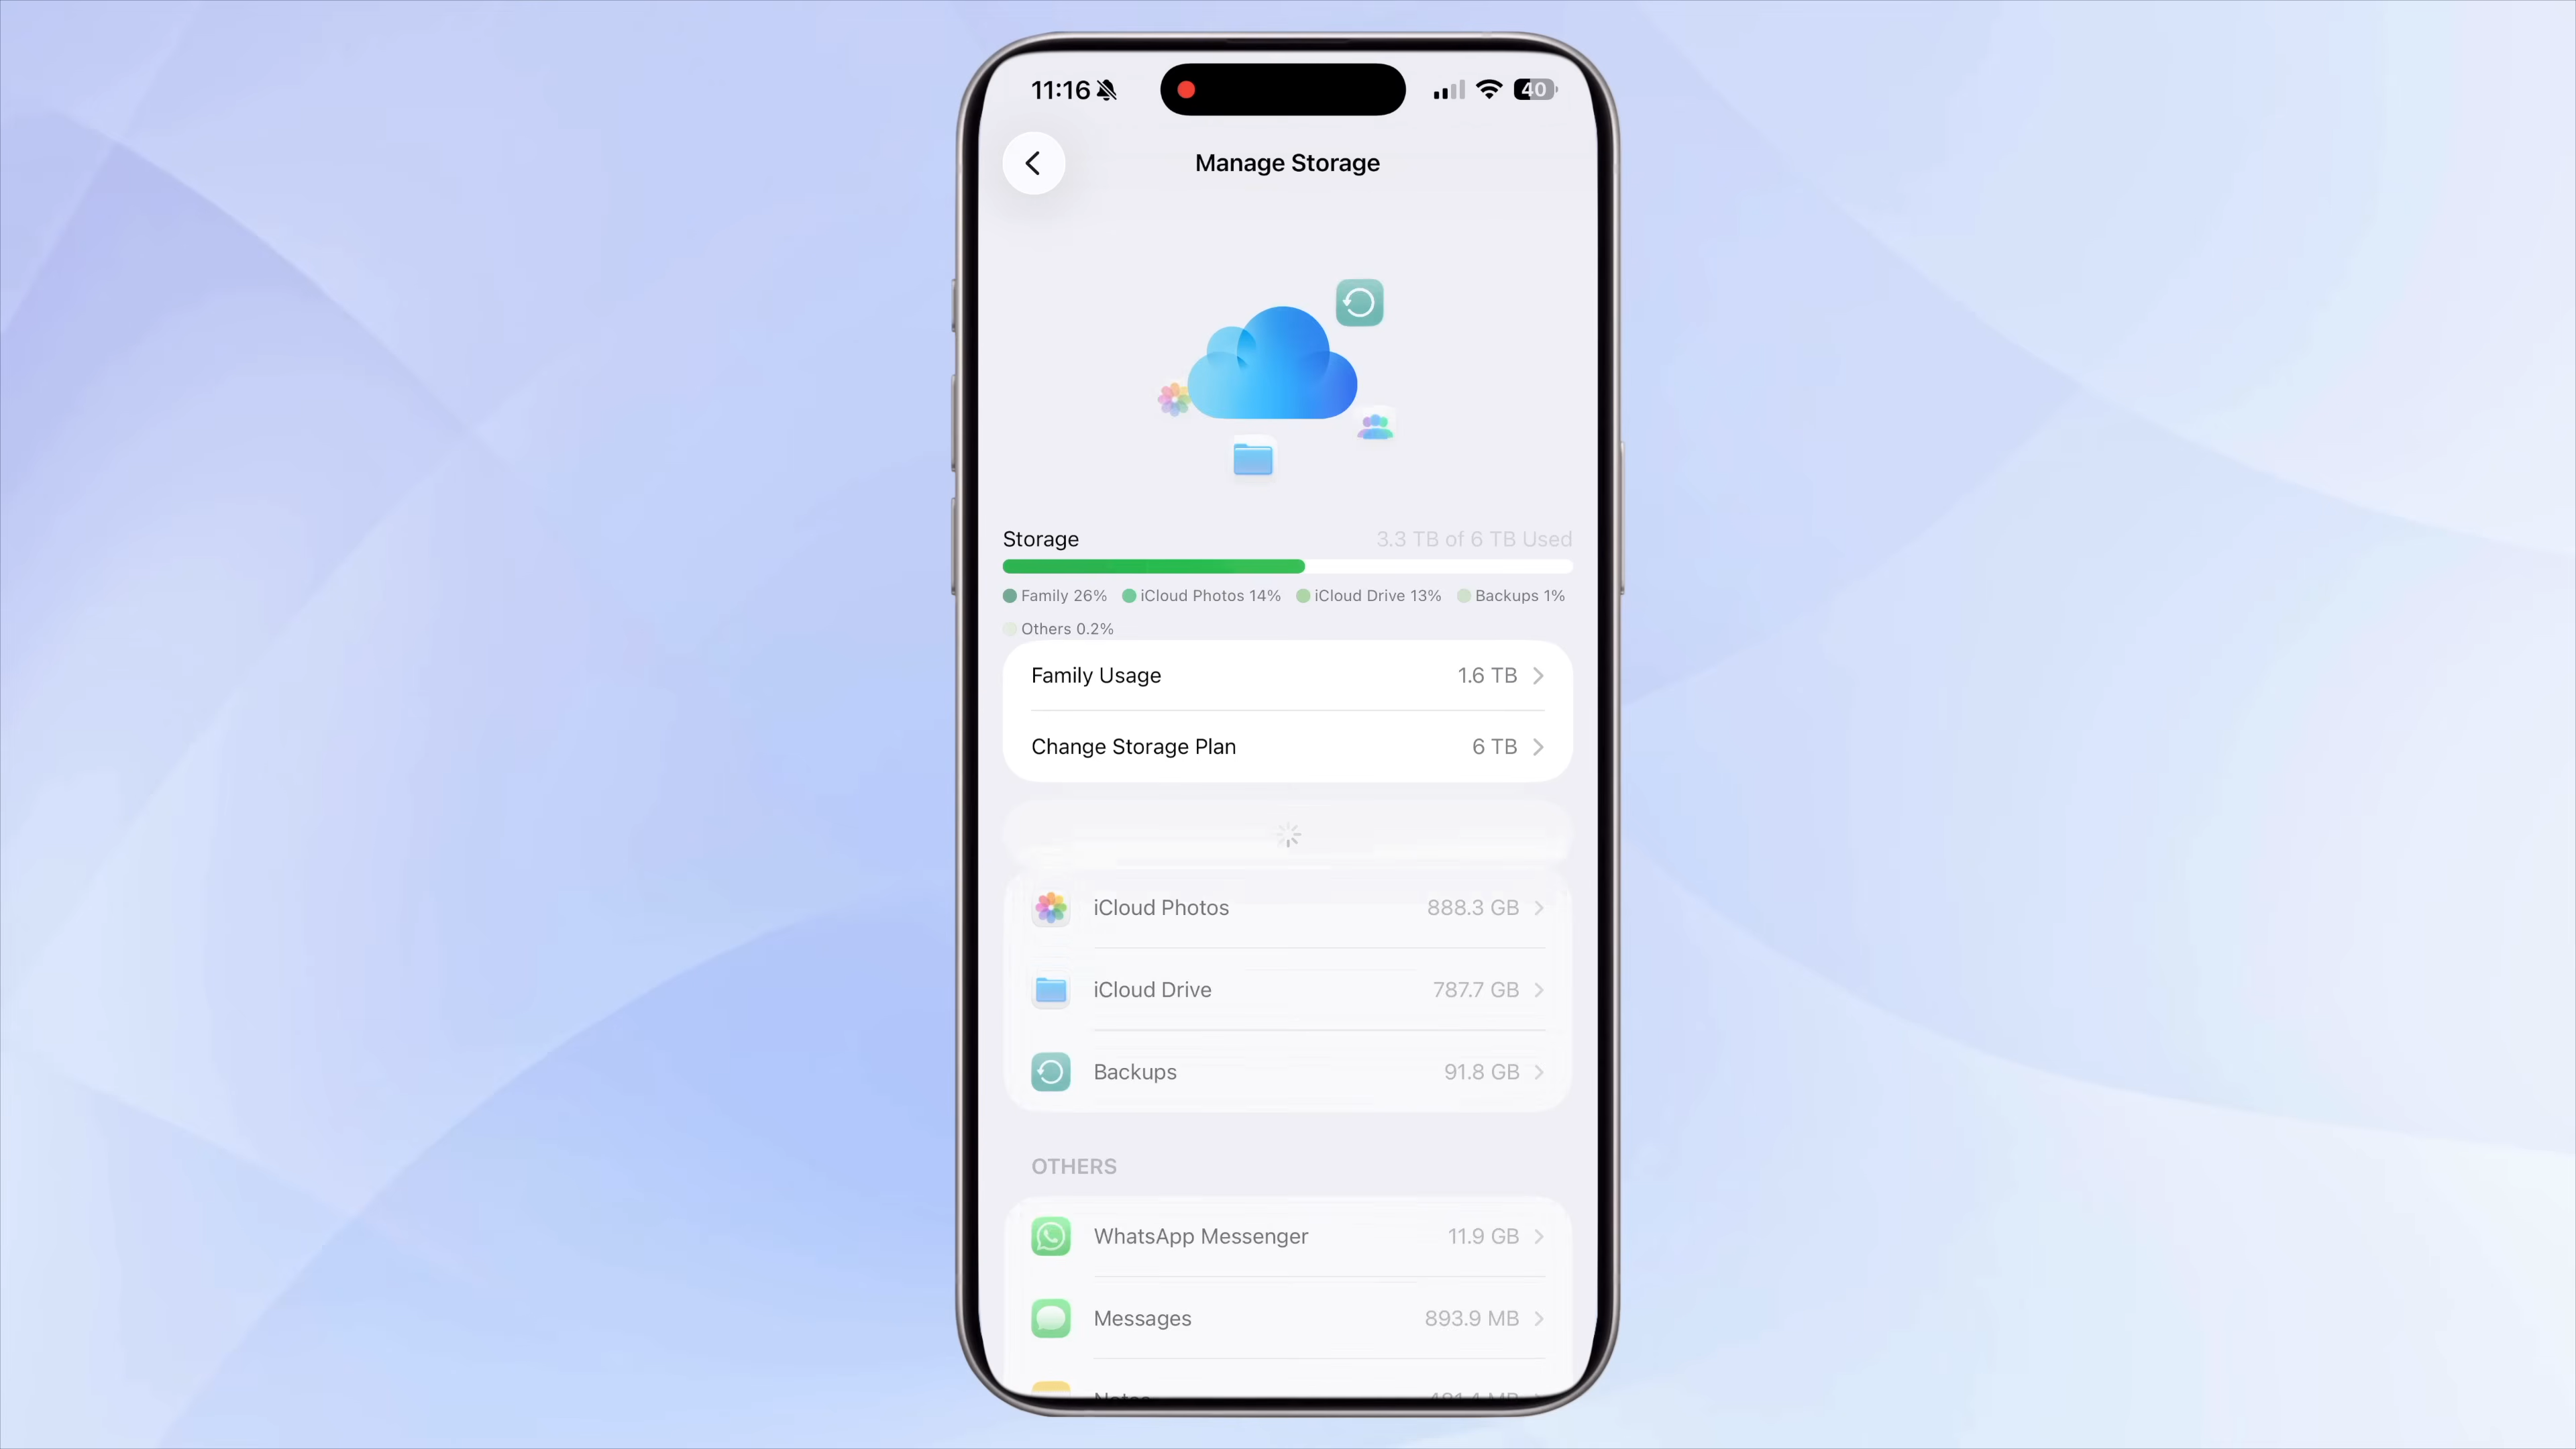 11:16 40
Manage Storage
Storage 3.3 TB of 6 TB Used
Family 26% iCloud Photos 14% iCloud Drive 13% Backups 1%
Others 0.2%
Family Usage 1.6 TB
Change Storage Plan 6 TB
iCloud Photos 888.3 GB
iCloud Drive 787.7 GB
Backups 91.8 GB
OTHERS
WhatsApp Messenger 11.9 GB
Messages 893.9 MB
Notes